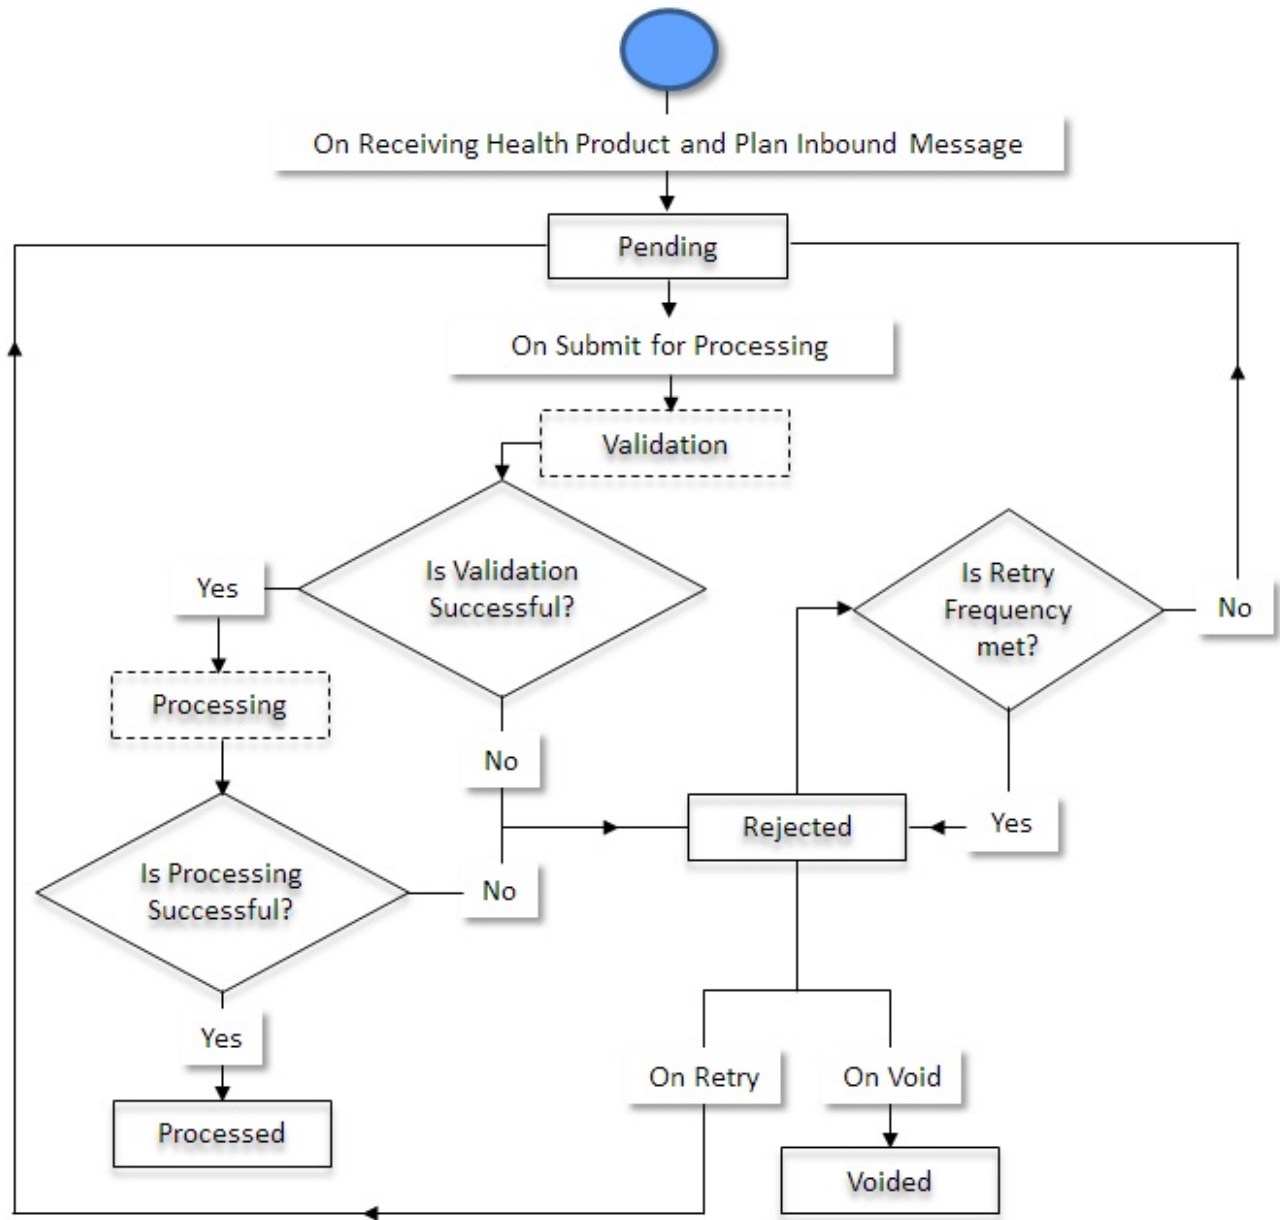 On Receiving Health Product and Plan Inbound Message
Pending
On Submit for Processing
Validation
Is Validation
Successful?
Yes
Is Retry
Frequency
met?
No
Processing
No
Rejected
Yes
Is Processing
Successful?
No
Yes
On Retry
On Void
Processed
Voided